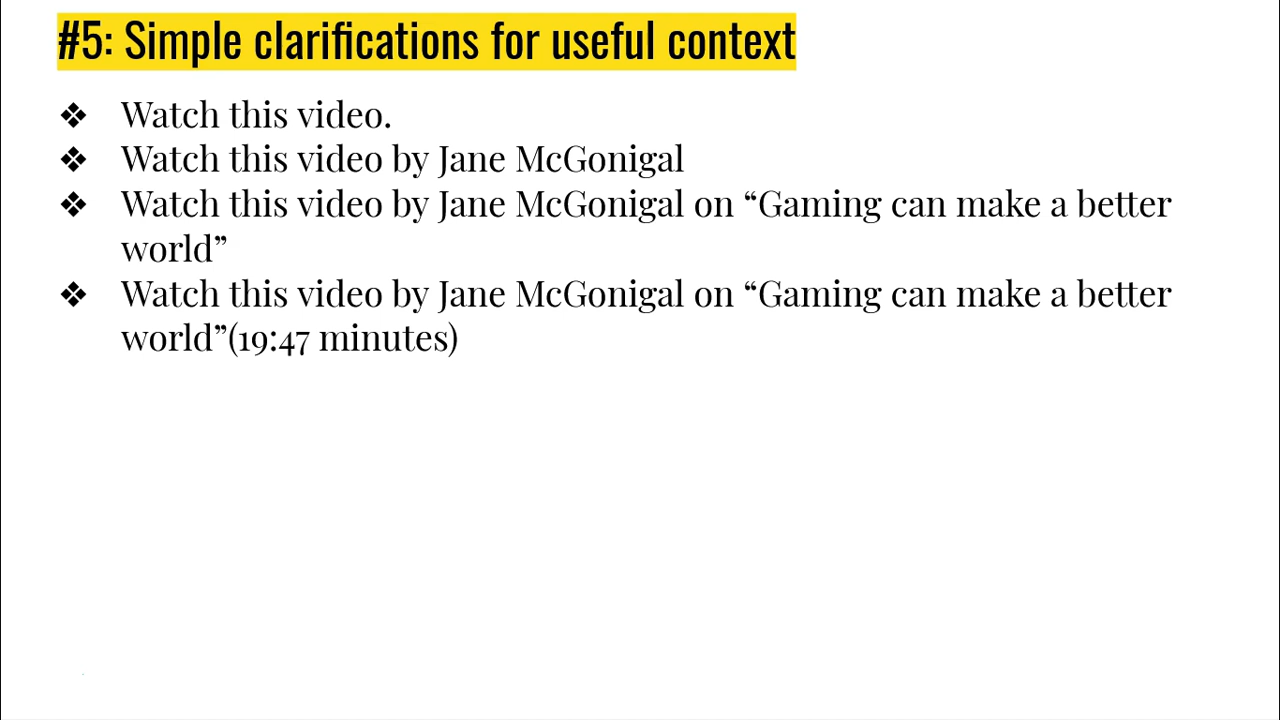 #5: Simple clarifications for useful context
❖ Watch this video.
❖ Watch this video by Jane McGonigal
❖ Watch this video by Jane McGonigal on “Gaming can make a better
world”
❖ Watch this video by Jane McGonigal on “Gaming can make a better
world”(19:47 minutes)